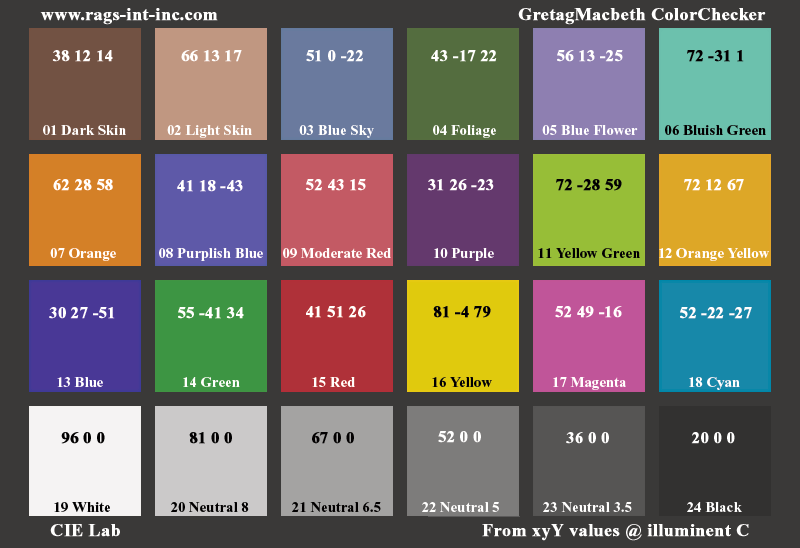 www.rags-int-inc.com GretagMacbeth ColorChecker
38 12 14 66 13 17 51 0 -22 43 -17 22 56 13 -25 72 -31 1
01 Dark Skin 02 Light Skin 03 Blue Sky 04 Foliage 05 Blue Flower 06 Bluish Green
62 28 58 41 18 -43 52 43 15 31 26 -23 72 -28 59 72 12 67
07 Orange 08 Purplish Blue 09 Moderate Red 10 Purple 11 Yellow Green 12 Orange Yellow
30 27 -51 55 -41 34 41 51 26 81 -4 79 52 49 -16 52 -22 -27
13 Blue 14 Green 15 Red 16 Yellow 17 Magenta 18 Cyan
96 0 0 81 0 0 67 0 0 52 0 0 36 0 0 20 0 0
19 White 20 Neutral 8 21 Neutral 6.5 22 Neutral 5 23 Neutral 3.5 24 Black
CIE Lab From xyY values @ illuminent C